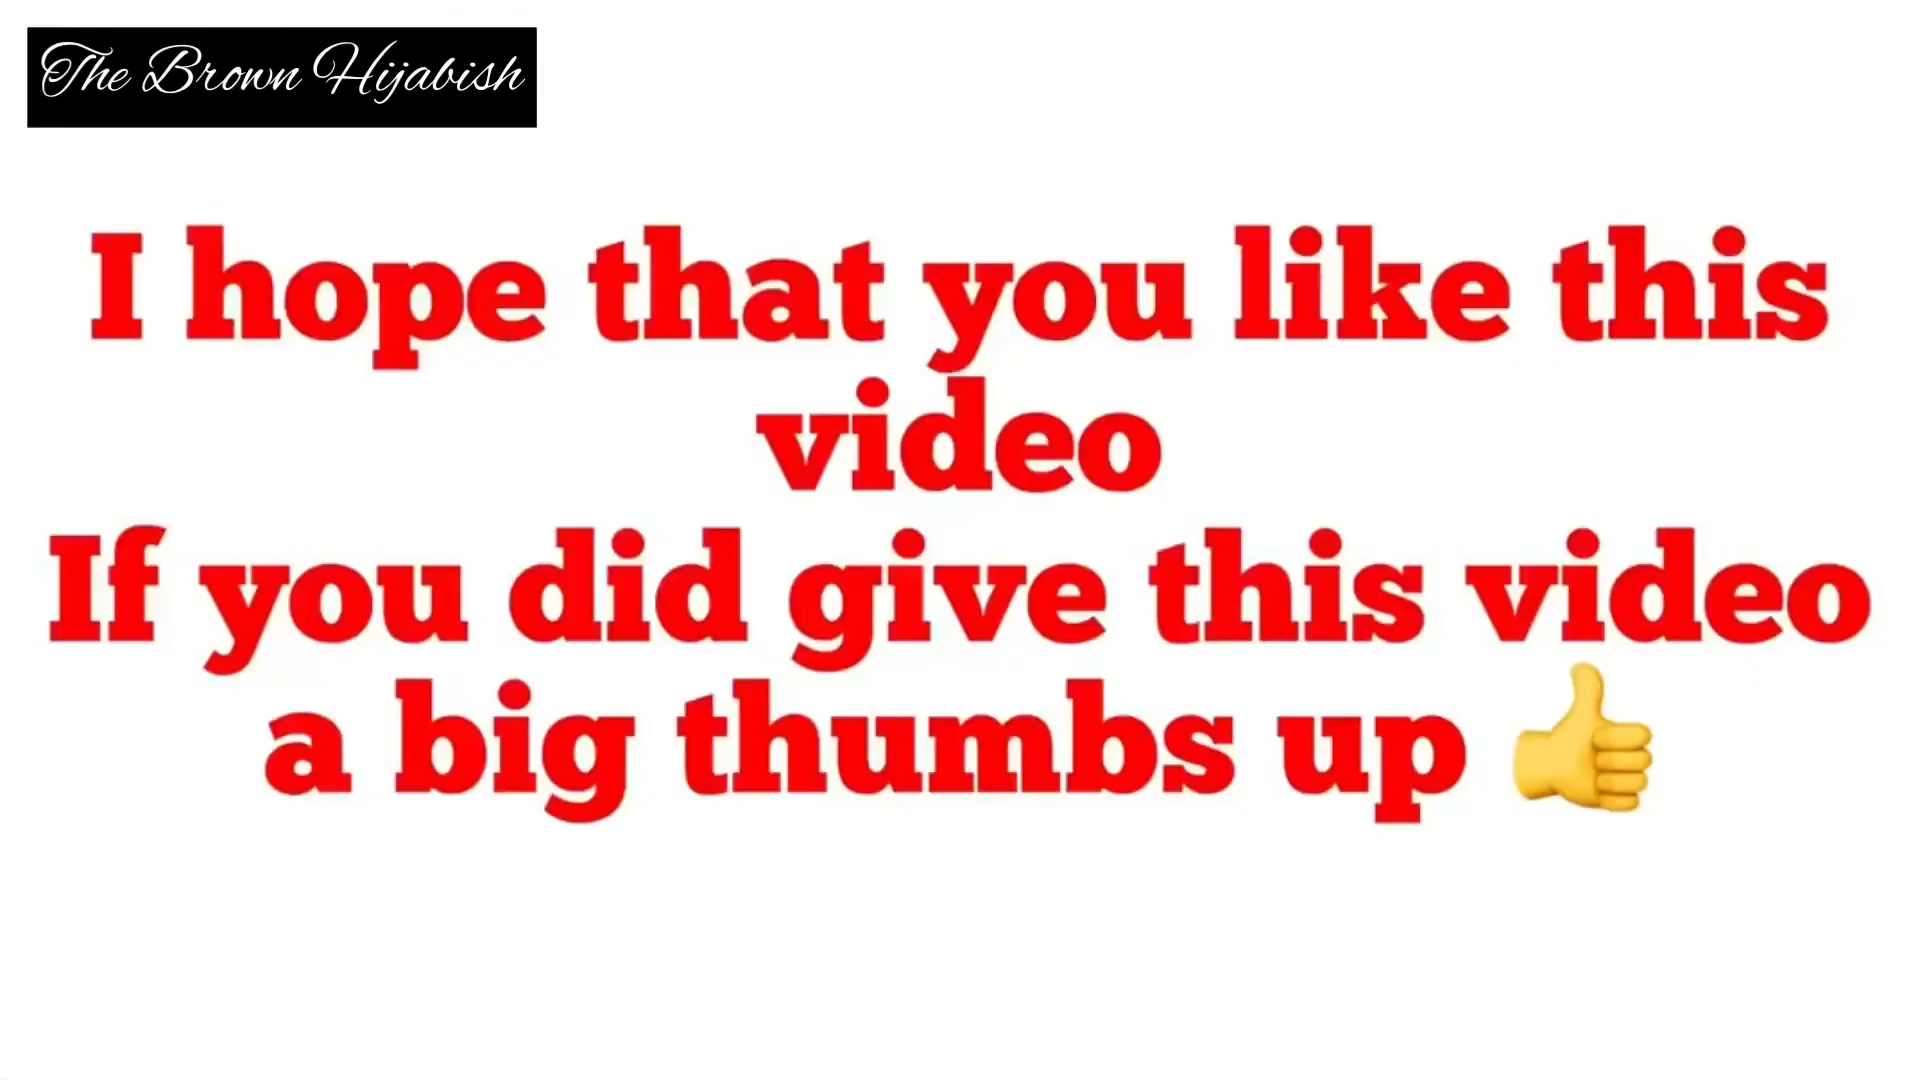 The Brown Hijabish
I hope that you like this
video
If you did give this video
a big thumbs up 👍